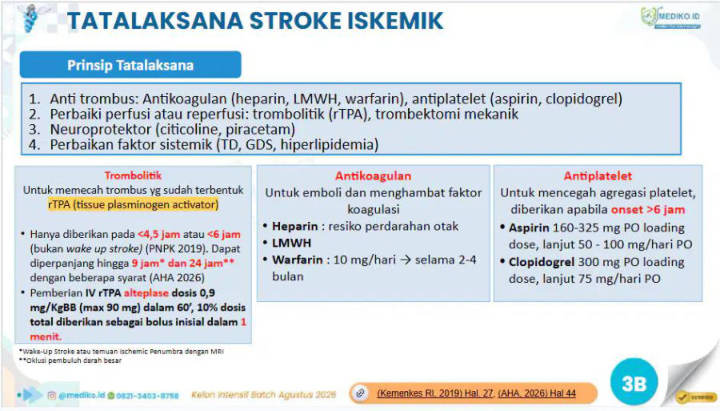 TATALAKSANA STROKE ISKEMIK
MEDIKO.ID
Prinsip Tatalaksana
1. Anti trombus: Antikoagulan (heparin, LMWH, warfarin), antiplatelet (aspirin, clopidogrel)
2. Perbaiki perfusi atau reperfusi: trombolitik (rTPA), trombektomi mekanik
3. Neuroprotektor (citicoline, piracetam)
4. Perbaikan faktor sistemik (TD, GDS, hiperlipidemia)
Trombolitik
Untuk memecah trombus yg sudah terbentuk
rTPA (tissue plasminogen activator)
• Hanya diberikan pada <4,5 jam atau <6 jam
(bukan wake up stroke) (PNPK 2019). Dapat
diperpanjang hingga 9 jam* dan 24 jam**
dengan beberapa syarat (AHA 2026)
• Pemberian IV rTPA alteplase dosis 0,9
mg/KgBB (max 90 mg) dalam 60’, 10% dosis
total diberikan sebagai bolus inisial dalam 1
menit.
Antikoagulan
Untuk emboli dan menghambat faktor
koagulasi
• Heparin : resiko perdarahan otak
• LMWH
• Warfarin : 10 mg/hari → selama 2-4
bulan
Antiplatelet
Untuk mencegah agregasi platelet,
diberikan apabila onset >6 jam
• Aspirin 160-325 mg PO loading
dose, lanjut 50 - 100 mg/hari PO
• Clopidogrel 300 mg PO loading
dose, lanjut 75 mg/hari PO
*Wake-Up Stroke atau temuan ischemic Penumbra dengan MRI
**Oklusi pembuluh darah besar
@mediko.id 0821-3403-8758 Kelon Intensif Batch Agustus 2026
(Kemenkes RI, 2019) Hal. 27, (AHA, 2026) Hal 44
3B